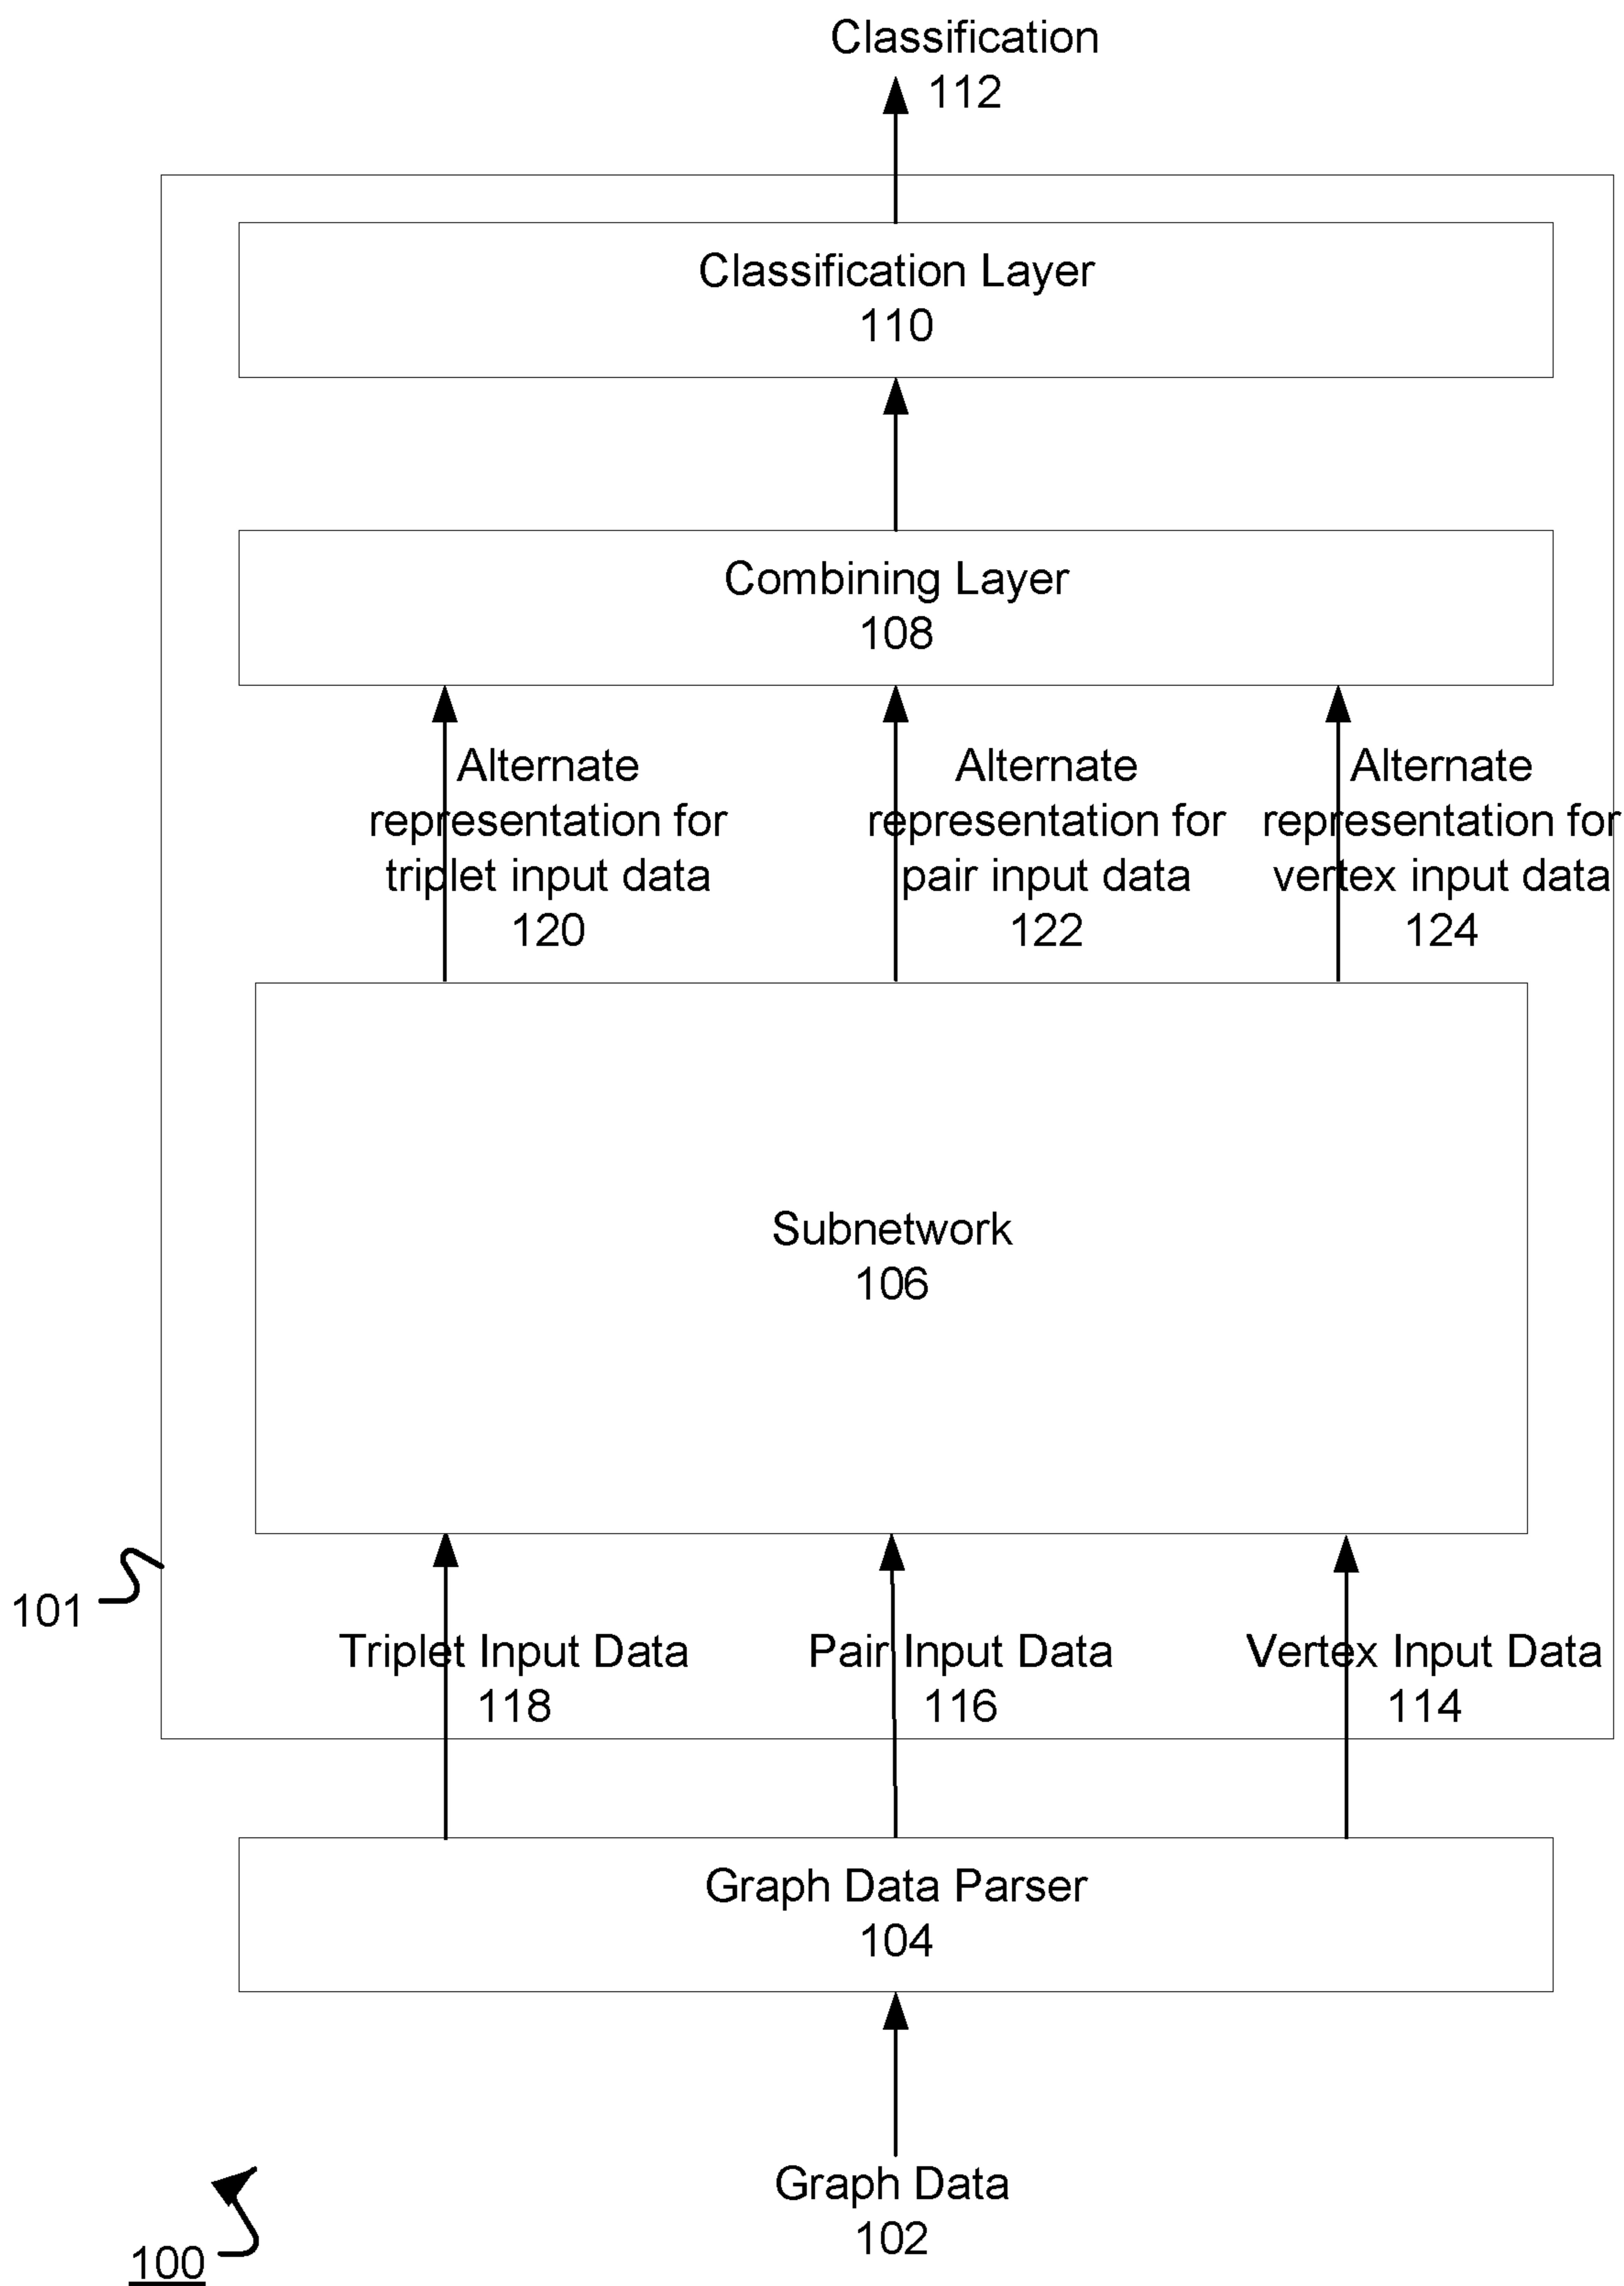 Classification
112
Classification Layer
110
Combining Layer
108
Alternate
representation for
triplet input data
120
Alternate
representation for
pair input data
122
Alternate
representation for
vertex input data
124
Subnetwork
106
101
Triplet Input Data
118
Pair Input Data
116
Vertex Input Data
114
Graph Data Parser
104
Graph Data
102
100